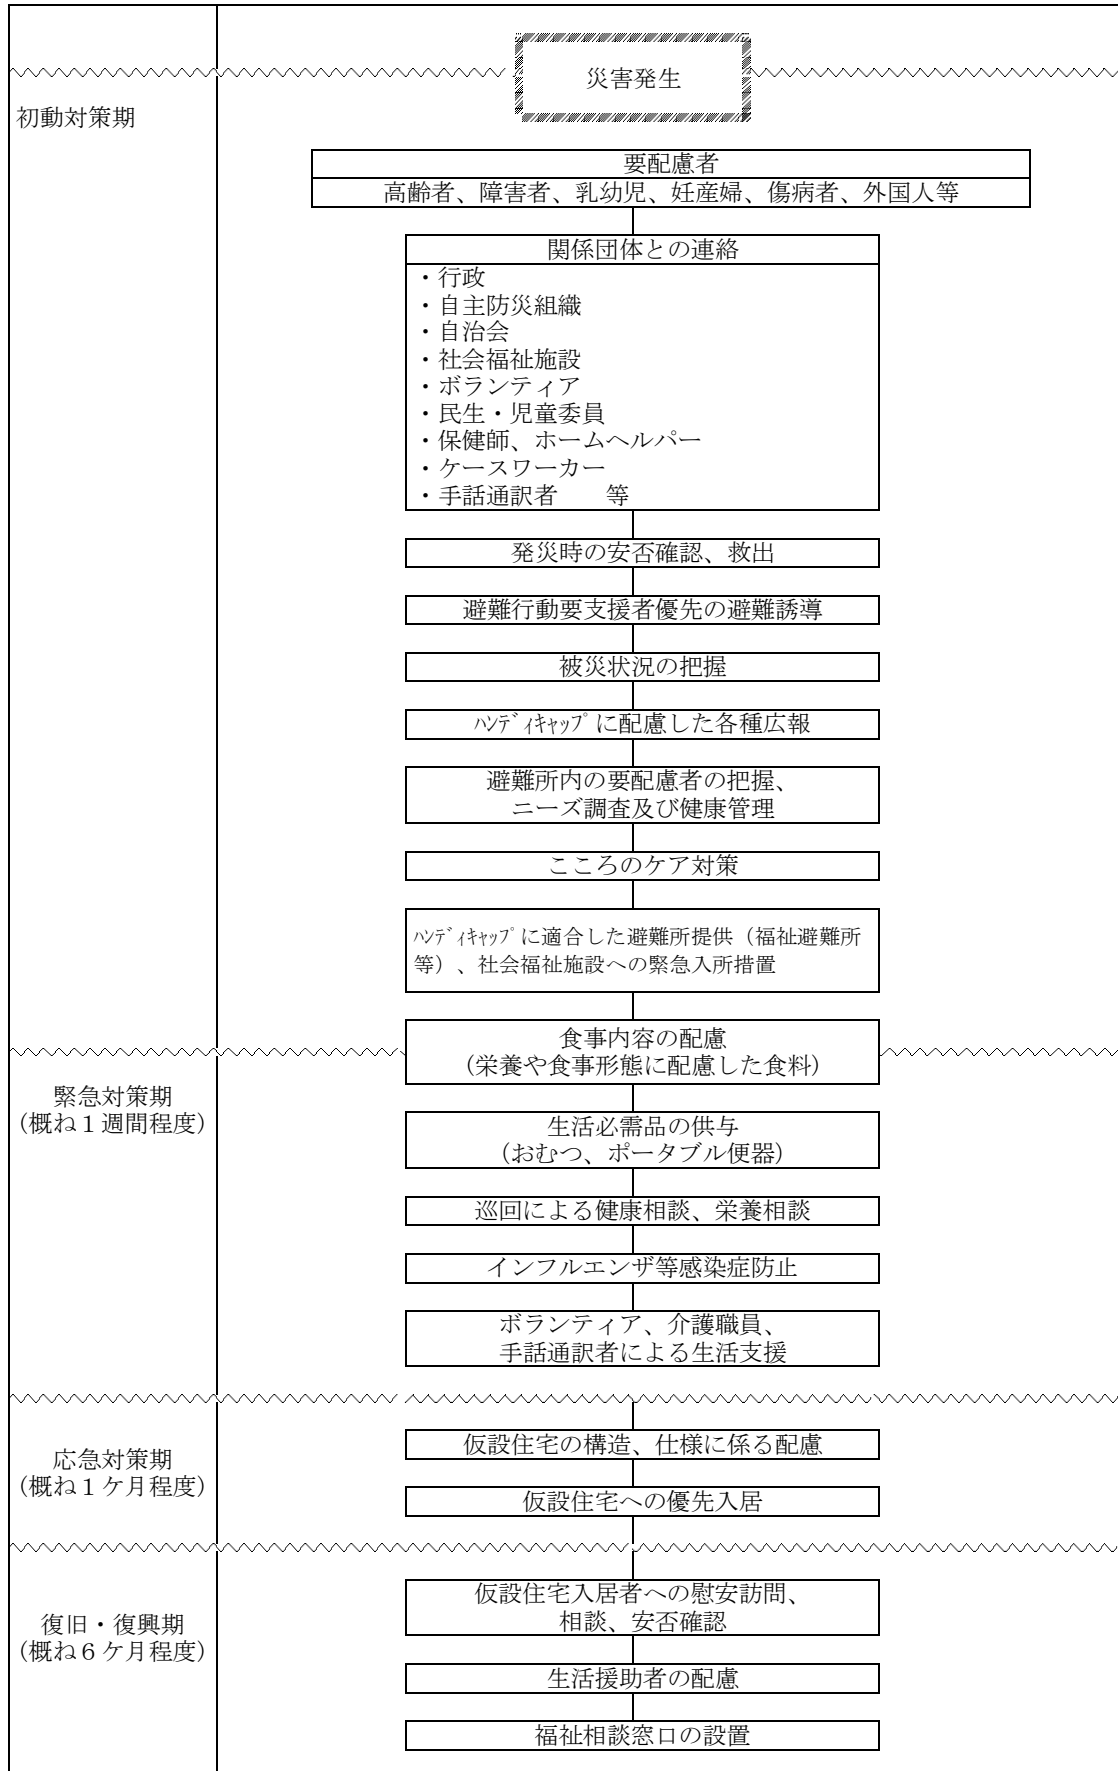 災害発生
初動対策期
要配慮者
高齢者、障害者、乳幼児、妊産婦、傷病者、外国人等
関係団体との連絡
・行政
・自主防災組織
・自治会
・社会福祉施設
・ボランティア
・民生・児童委員
・保健師、ホームヘルパー
・ケースワーカー
・手話通訳者　　等
発災時の安否確認、救出
避難行動要支援者優先の避難誘導
被災状況の把握
ﾊﾝﾃﾞｨｷｬｯﾌﾟに配慮した各種広報
避難所内の要配慮者の把握、
ニーズ調査及び健康管理
こころのケア対策
ﾊﾝﾃﾞｨｷｬｯﾌﾟに適合した避難所提供（福祉避難所
等）、社会福祉施設への緊急入所措置
食事内容の配慮
(栄養や食事形態に配慮した食料)
緊急対策期
(概ね１週間程度)
生活必需品の供与
(おむつ、ポータブル便器)
巡回による健康相談、栄養相談
インフルエンザ等感染症防止
ボランティア、介護職員、
手話通訳者による生活支援
応急対策期
(概ね１ケ月程度)
仮設住宅の構造、仕様に係る配慮
仮設住宅への優先入居
復旧・復興期
(概ね６ケ月程度)
仮設住宅入居者への慰安訪問、
相談、安否確認
生活援助者の配慮
福祉相談窓口の設置